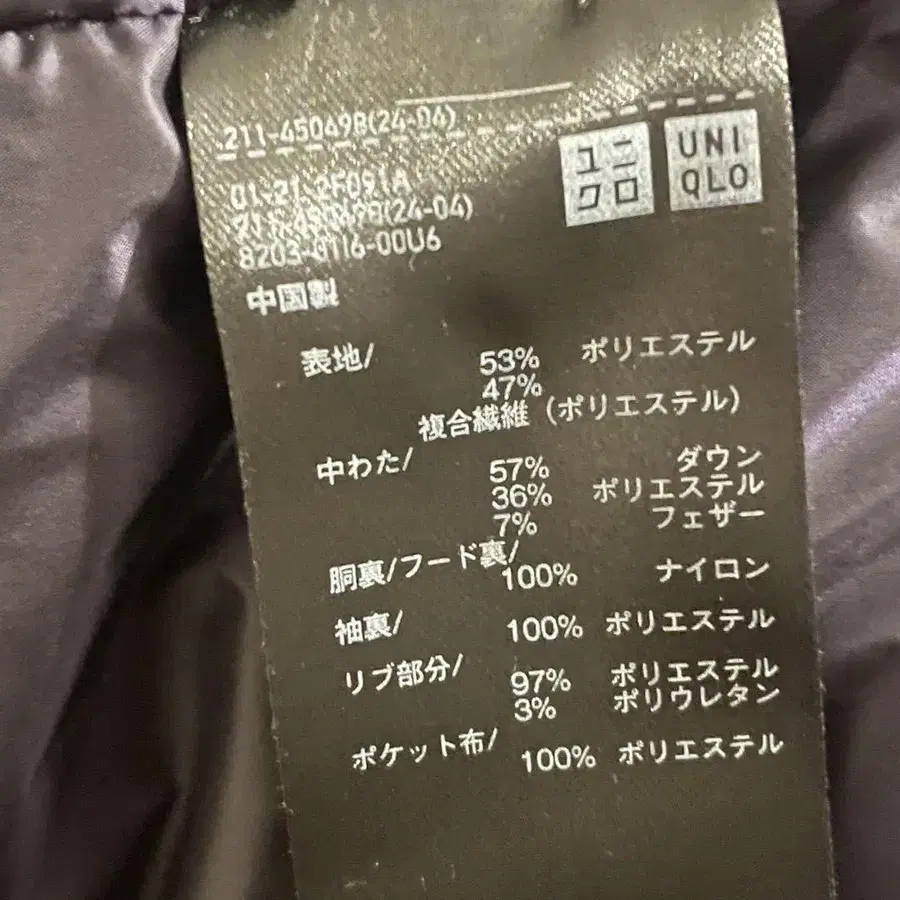 211-45049B(24-04)
ユニ
クロ
UNI
QLO
01-21 2F091A
211-45049B(24-04)
8203-0116-00U6
中国製
表地/
53% ポリエステル
47%
複合繊維 (ポリエステル)
中わた/
57% ダウン
36% ポリエステル
7% フェザー
胴裏/フード裏/
100% ナイロン
袖裏/
100% ポリエステル
リブ部分/
97% ポリエステル
3% ポリウレタン
ポケット布/
100% ポリエステル